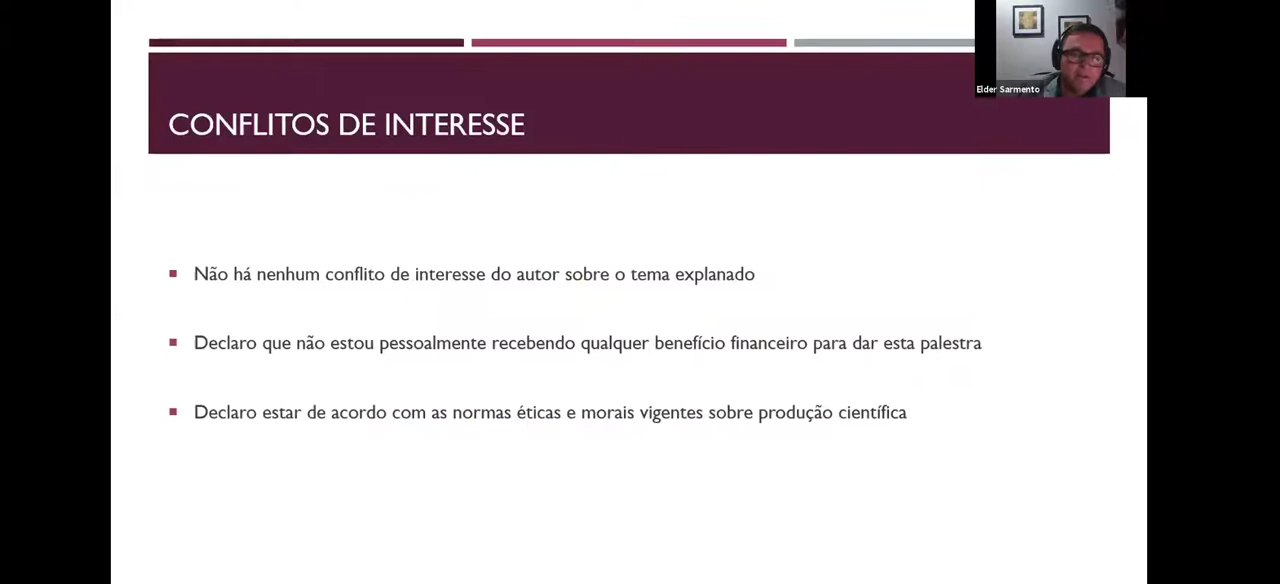 Elder Sarmento
CONFLITOS DE INTERESSE
Não há nenhum conflito de interesse do autor sobre o tema explanado
Declaro que não estou pessoalmente recebendo qualquer benefício financeiro para dar esta palestra
Declaro estar de acordo com as normas éticas e morais vigentes sobre produção científica